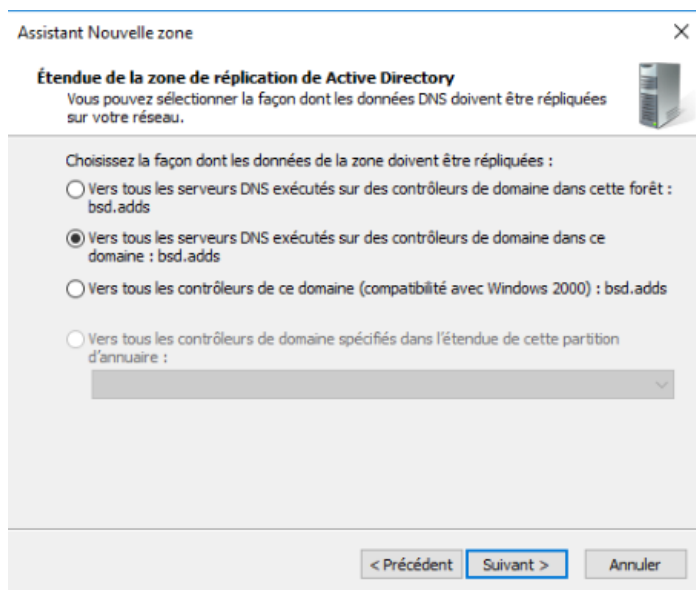 Assistant Nouvelle zone
Étendue de la zone de réplication de Active Directory
Vous pouvez sélectionner la façon dont les données DNS doivent être répliquées
sur votre réseau.
Choisissez la façon dont les données de la zone doivent être répliquées :
Vers tous les serveurs DNS exécutés sur des contrôleurs de domaine dans cette forêt :
bsd.adds
Vers tous les serveurs DNS exécutés sur des contrôleurs de domaine dans ce
domaine : bsd.adds
Vers tous les contrôleurs de ce domaine (compatibilité avec Windows 2000) : bsd.adds
Vers tous les contrôleurs de domaine spécifiés dans l'étendue de cette partition
d'annuaire :
< Précédent Suivant > Annuler